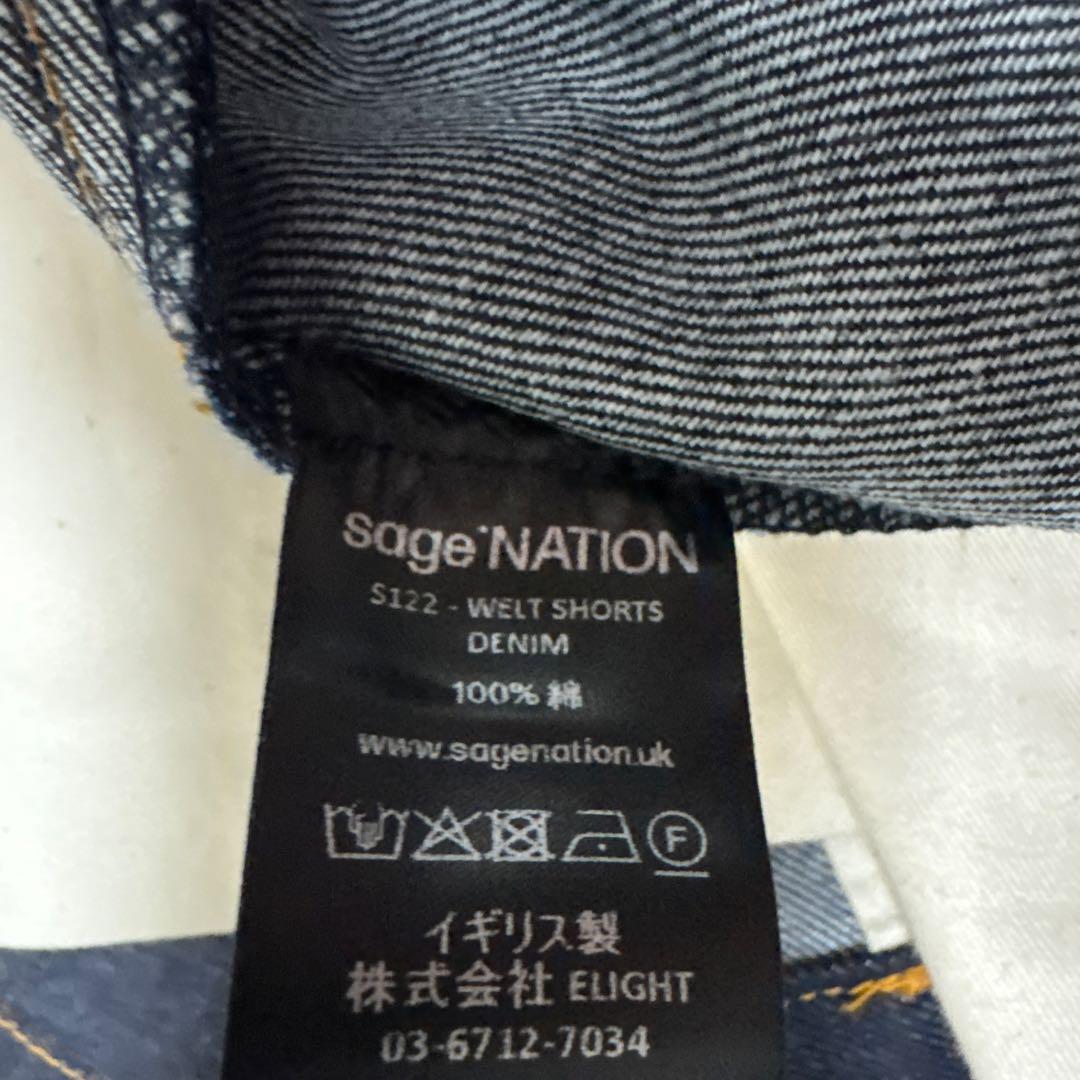 sage NATION
S122 - WELT SHORTS
DENIM
100% 綿
www.sagenation.uk
F
イギリス製
株式会社 ELIGHT
03-6712-7034